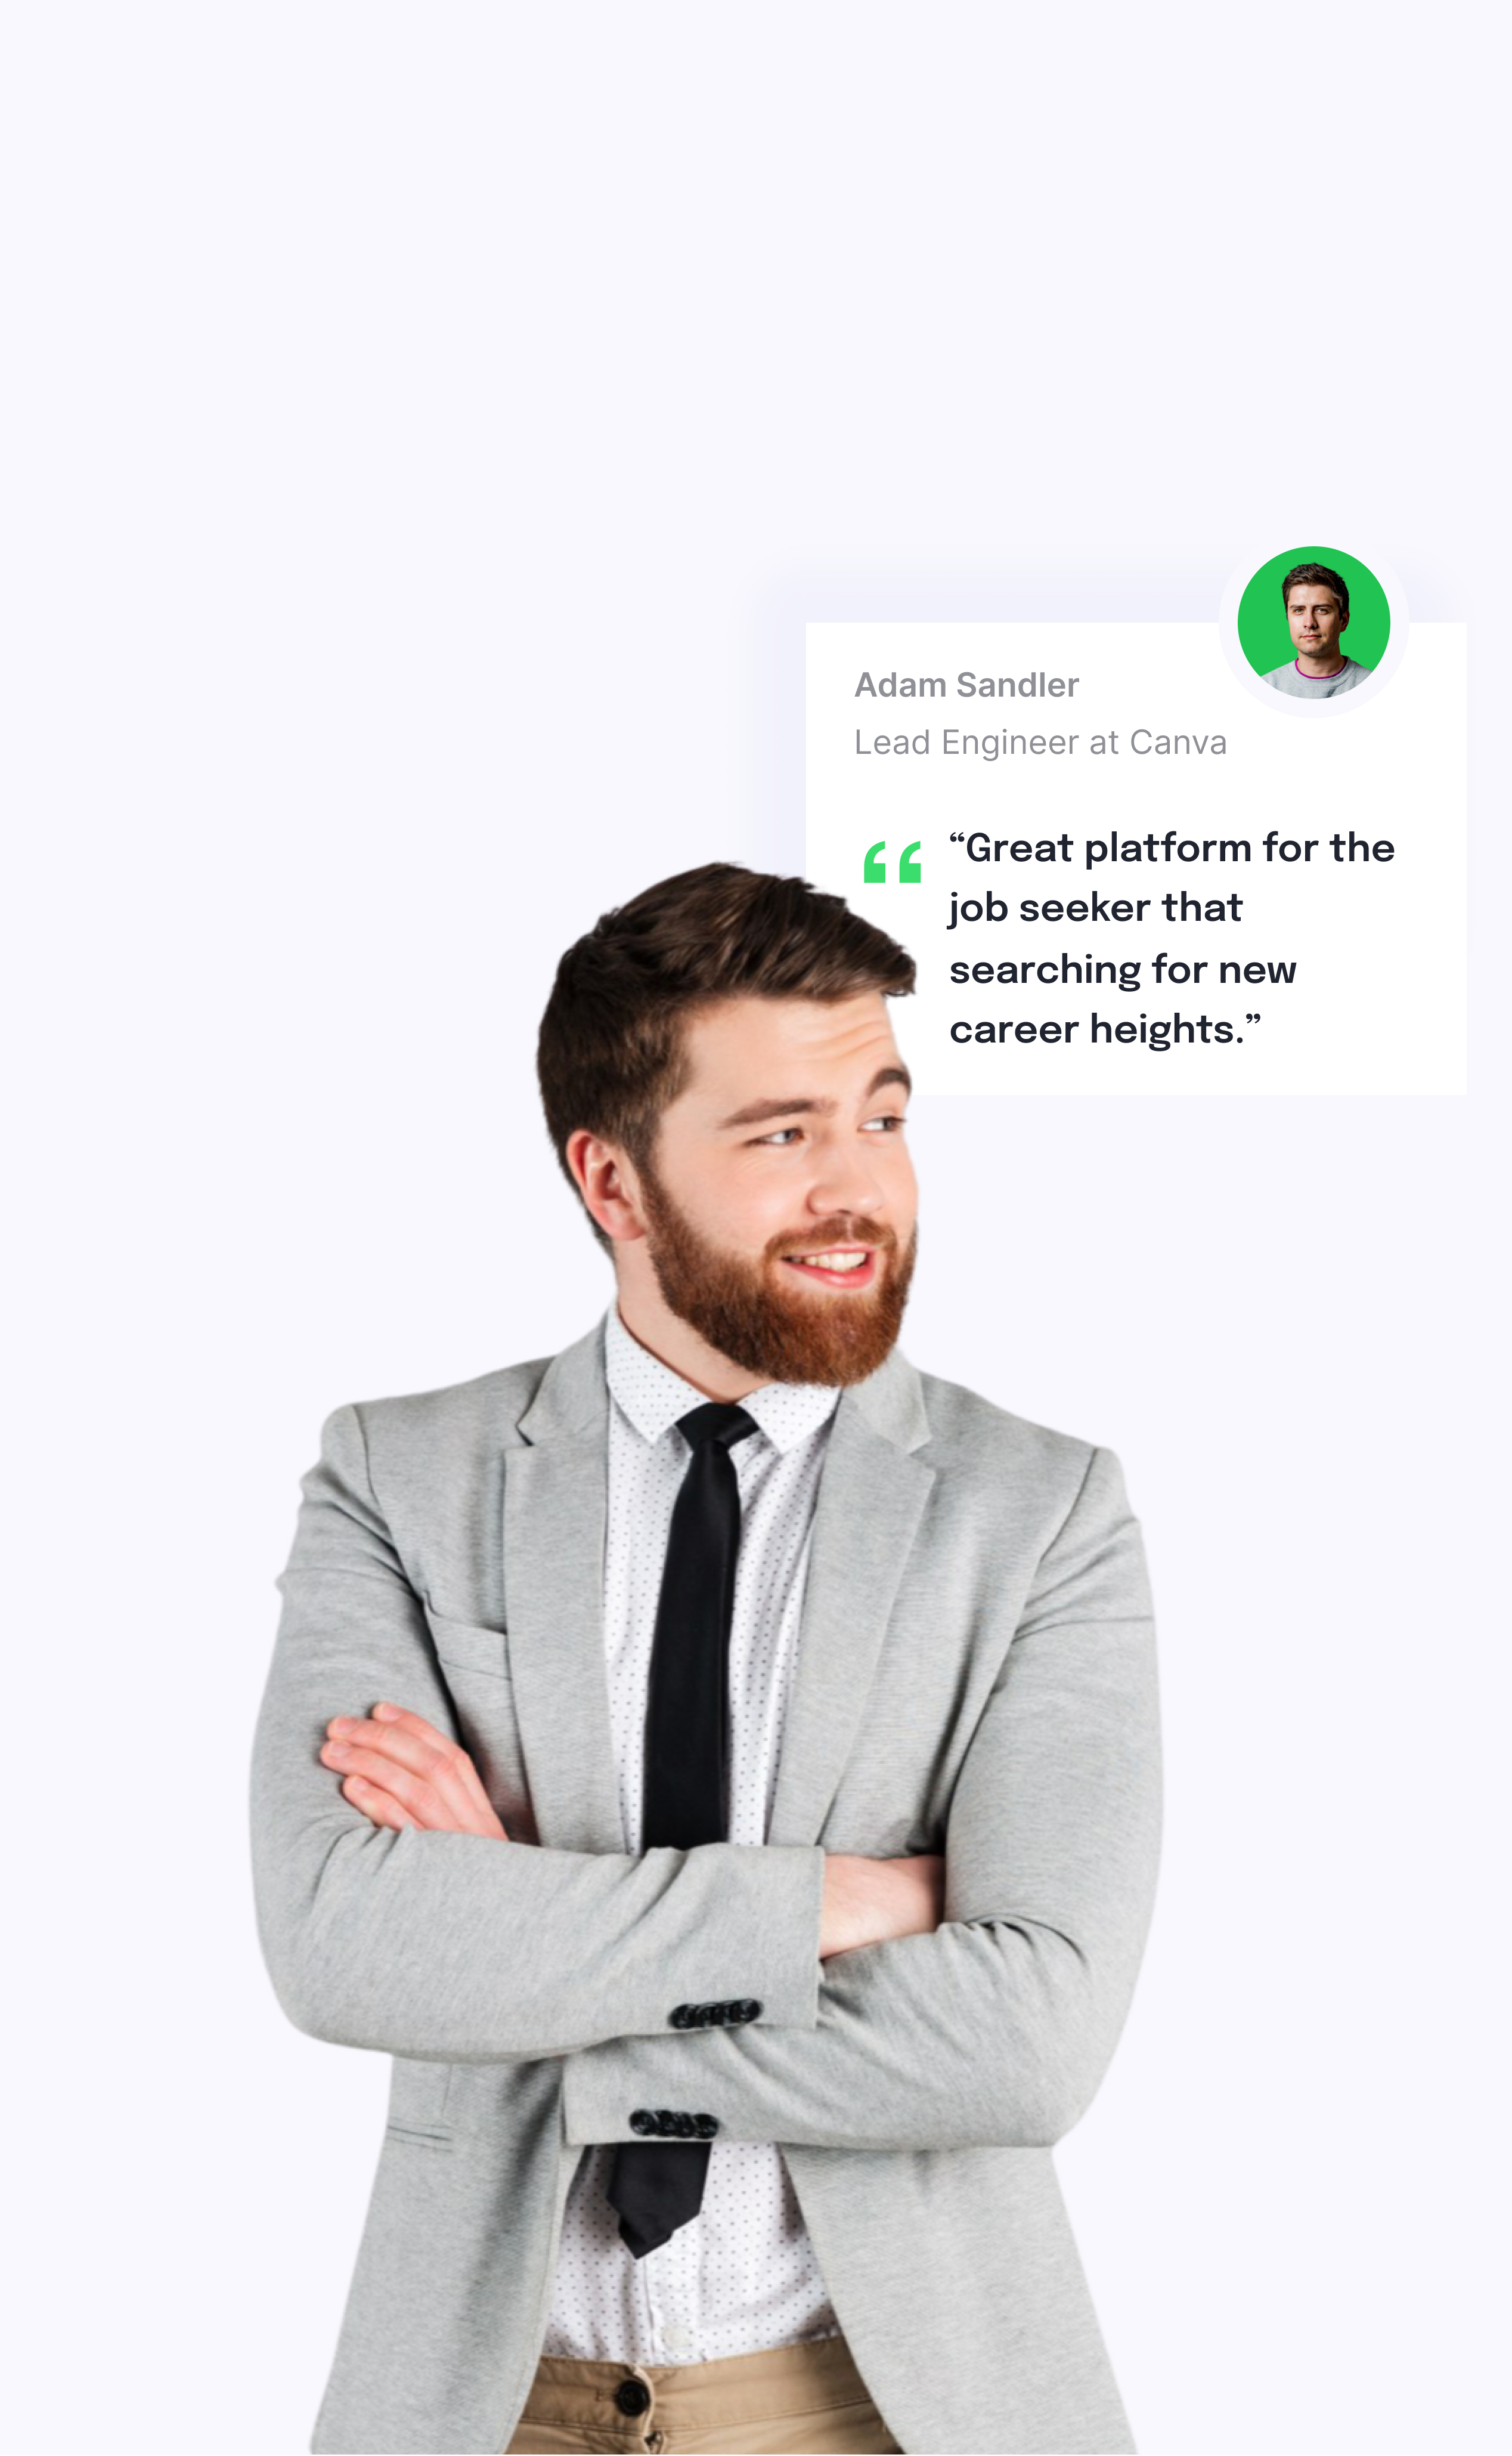 Adam Sandler
Lead Engineer at Canva
“Great platform for the
job seeker that
searching for new
career heights.”